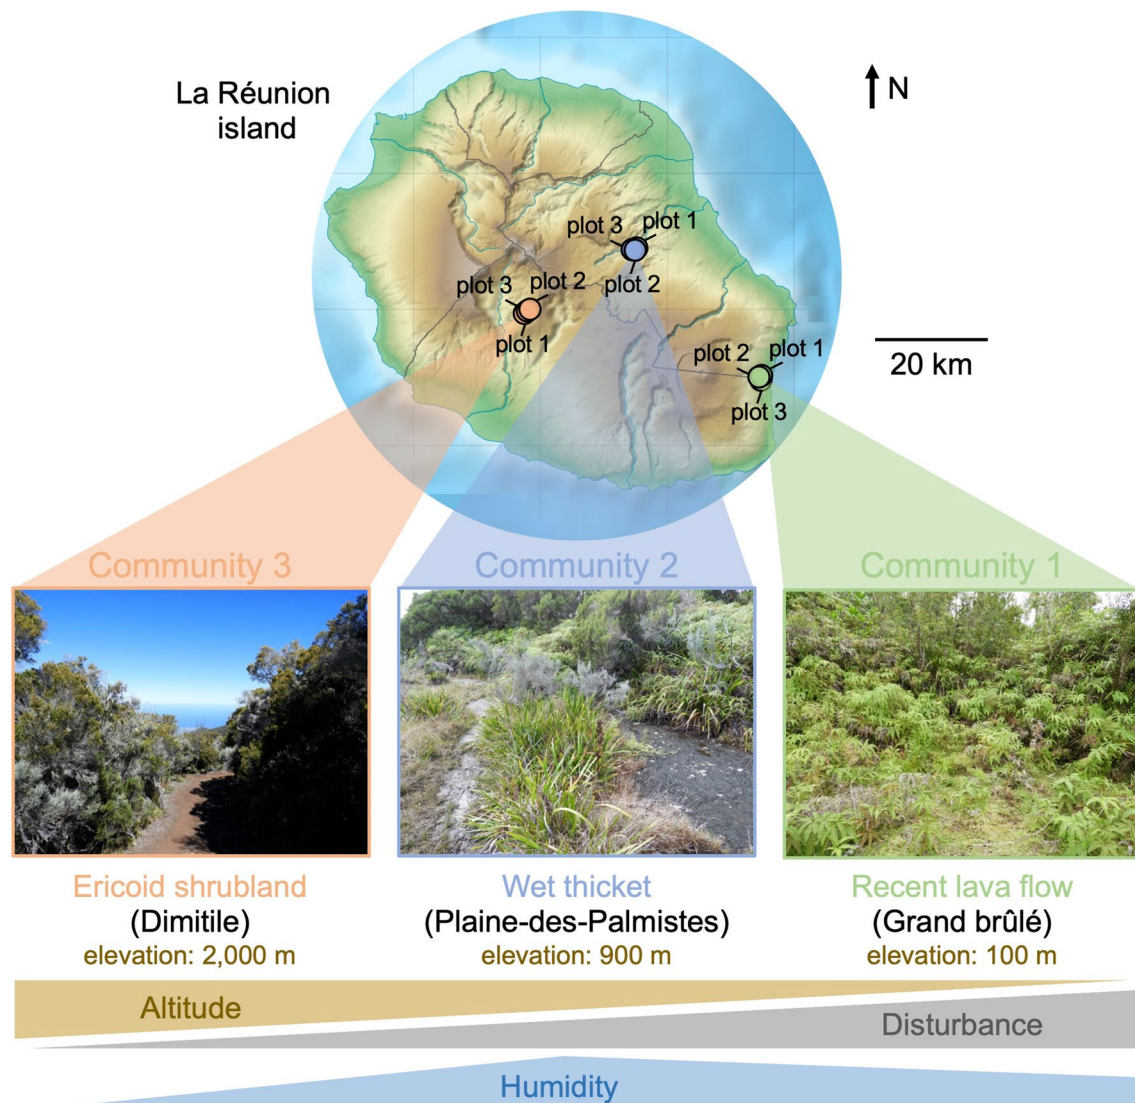 La Réunion
island
N
plot 3
plot 1
plot 2
plot 3
plot 2
plot 1
plot 2
plot 1
plot 3
20 km
Community 3
Community 2
Community 1
Ericoid shrubland
(Dimitile)
elevation: 2,000 m
Wet thicket
(Plaine-des-Palmistes)
elevation: 900 m
Recent lava flow
(Grand brûlé)
elevation: 100 m
Altitude
Disturbance
Humidity